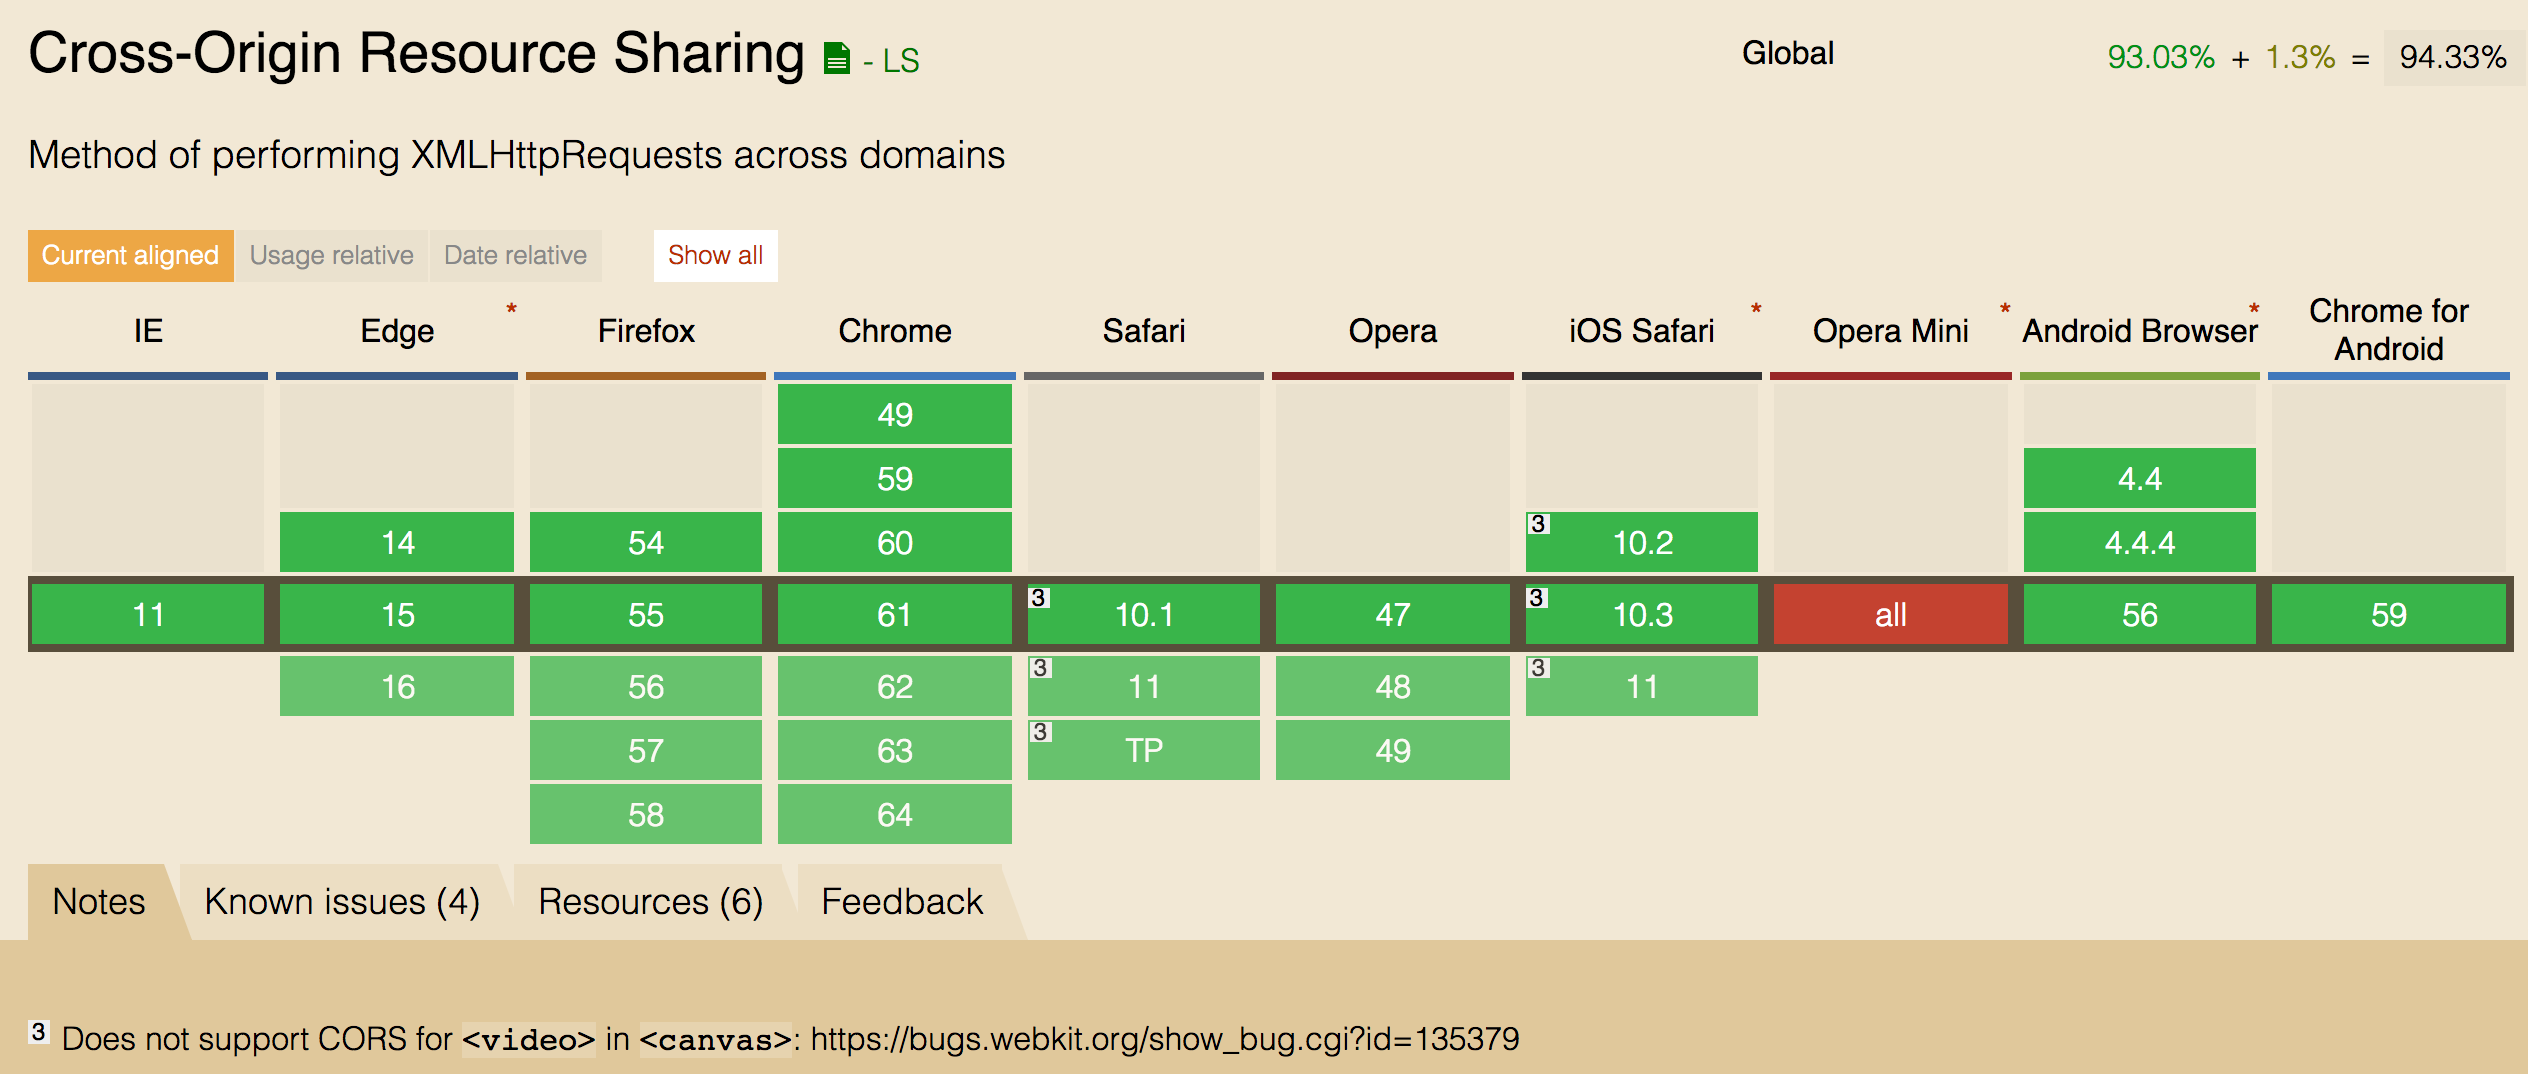 Cross-Origin Resource Sharing - LS
Global 93.03% + 1.3% = 94.33%
Method of performing XMLHttpRequests across domains
Current aligned Usage relative Date relative Show all
IE Edge * Firefox Chrome Safari Opera iOS Safari * Opera Mini * Android Browser * Chrome for Android
49
59 4.4
14 54 60 3 10.2 4.4.4
11 15 55 61 3 10.1 47 3 10.3 all 56 59
16 56 62 3 11 48 3 11
57 63 3 TP 49
58 64
Notes Known issues (4) Resources (6) Feedback
3 Does not support CORS for <video> in <canvas>: https://bugs.webkit.org/show_bug.cgi?id=135379